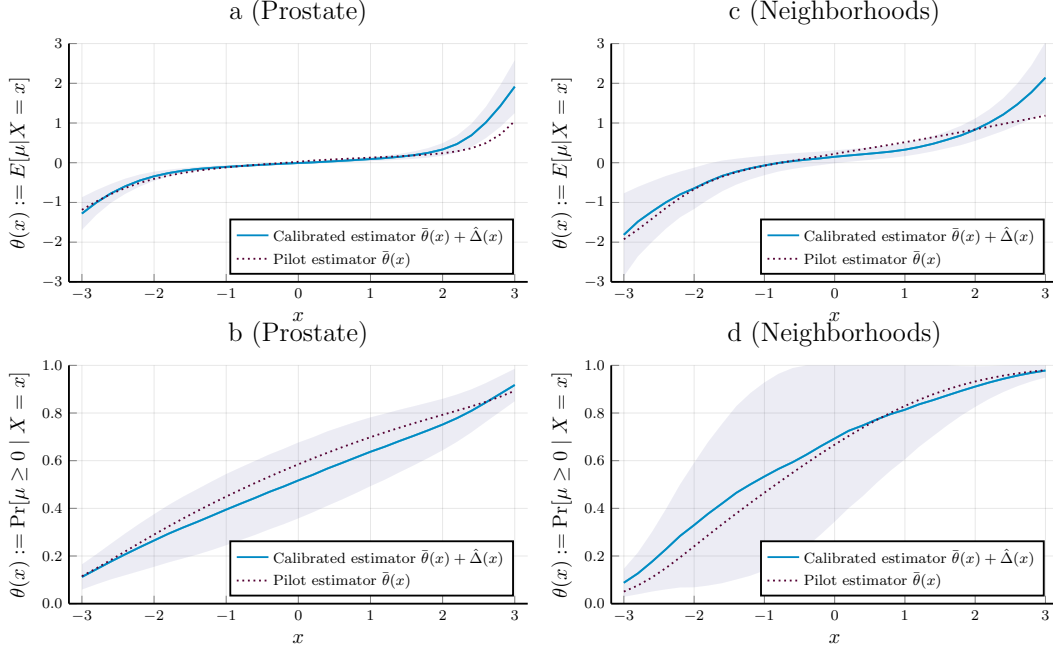 a (Prostate)
θ(x) := E[μ|X = x]
3
2
1
0
−1
−2
−3
Calibrated estimator θ̄(x) + Δ̂(x)
Pilot estimator θ̄(x)
−3 −2 −1 0 1 2 3
x
c (Neighborhoods)
θ(x) := E[μ|X = x]
3
2
1
0
−1
−2
−3
Calibrated estimator θ̄(x) + Δ̂(x)
Pilot estimator θ̄(x)
−3 −2 −1 0 1 2 3
x
b (Prostate)
θ(x) := Pr[μ ≥ 0 | X = x]
1.0
0.8
0.6
0.4
0.2
0.0
Calibrated estimator θ̄(x) + Δ̂(x)
Pilot estimator θ̄(x)
−3 −2 −1 0 1 2 3
x
d (Neighborhoods)
θ(x) := Pr[μ ≥ 0 | X = x]
1.0
0.8
0.6
0.4
0.2
0.0
Calibrated estimator θ̄(x) + Δ̂(x)
Pilot estimator θ̄(x)
−3 −2 −1 0 1 2 3
x